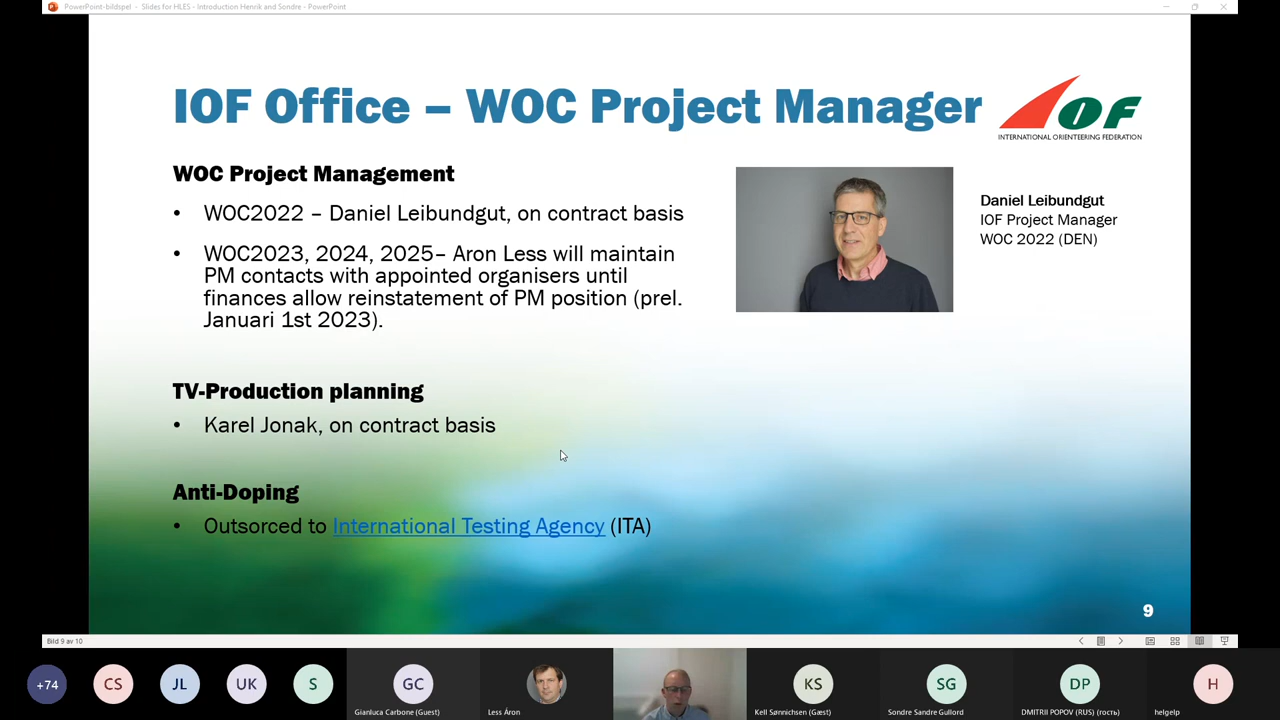 PowerPoint-bildspel - Slides for HLES - Introduction Henrik and Sondre - PowerPoint
IOF Office – WOC Project Manager
IOF
INTERNATIONAL ORIENTEERING FEDERATION
WOC Project Management
• WOC2022 – Daniel Leibundgut, on contract basis
• WOC2023, 2024, 2025– Aron Less will maintain
PM contacts with appointed organisers until
finances allow reinstatement of PM position (prel.
Januari 1st 2023).
Daniel Leibundgut
IOF Project Manager
WOC 2022 (DEN)
TV-Production planning
• Karel Jonak, on contract basis
Anti-Doping
• Outsorced to International Testing Agency (ITA)
9
Bild 9 av 10
+74
CS
JL
UK
S
GC
KS
SG
DP
H
Gianluca Carbone (Guest)
Less Áron
Kell Sønnichsen (Gæst)
Sondre Sandre Gullord
DMITRII POPOV (RUS) (гость)
helgelp